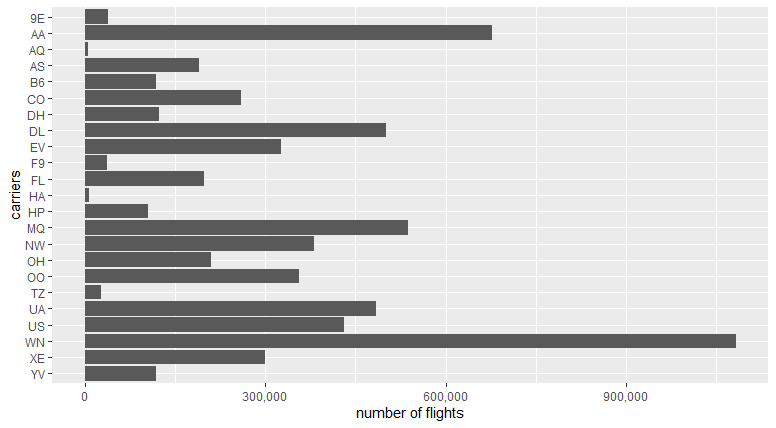 9E
AA
AQ
AS
B6
CO
DH
DL
EV
F9
FL
HA
HP
MQ
NW
OH
OO
TZ
UA
US
WN
XE
YV
carriers
0 300,000 600,000 900,000
number of flights